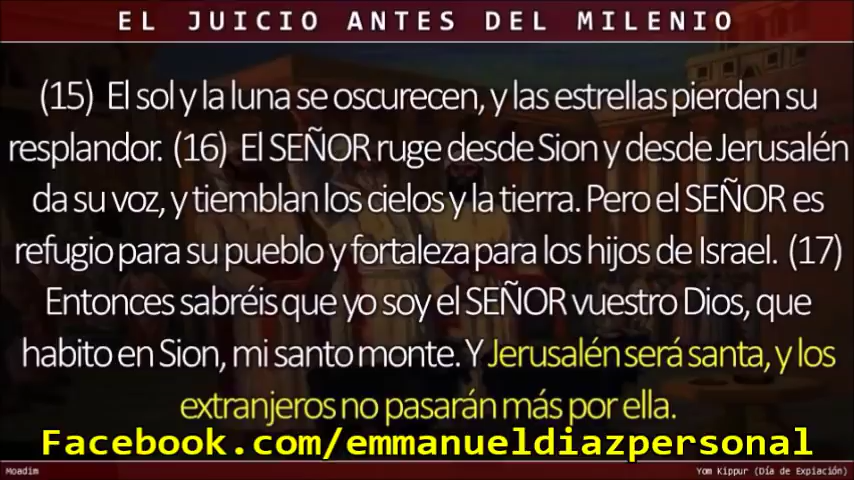 EL JUICIO ANTES DEL MILENIO
(15) El sol y la luna se oscurecen, y las estrellas pierden su
resplandor. (16) El SEÑOR ruge desde Sion y desde Jerusalén
da su voz, y tiemblan los cielos y la tierra. Pero el SEÑOR es
refugio para su pueblo y fortaleza para los hijos de Israel. (17)
Entonces sabréis que yo soy el SEÑOR vuestro Dios, que
habito en Sion, mi santo monte. Y Jerusalén será santa, y los
extranjeros no pasarán más por ella.
Facebook.com/emmanueldiazpersonal
Moadim
Yom Kippur (Día de Expiación)